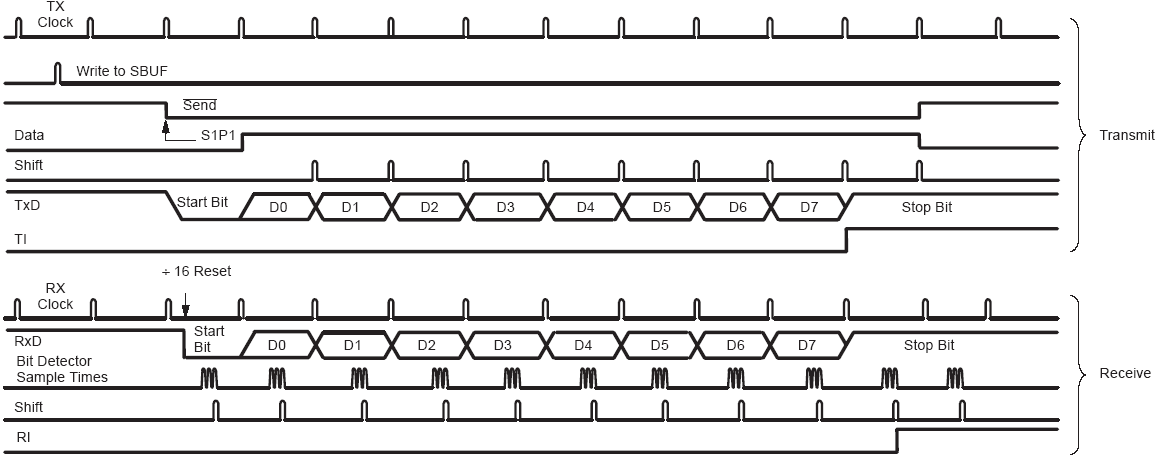 TX
Clock
Write to SBUF
Send
Data
S1P1
Transmit
Shift
TxD
Start Bit
D0 D1 D2 D3 D4 D5 D6 D7
Stop Bit
TI
÷ 16 Reset
RX
Clock
RxD
Start
Bit
D0 D1 D2 D3 D4 D5 D6 D7
Stop Bit
Bit Detector
Sample Times
Receive
Shift
RI